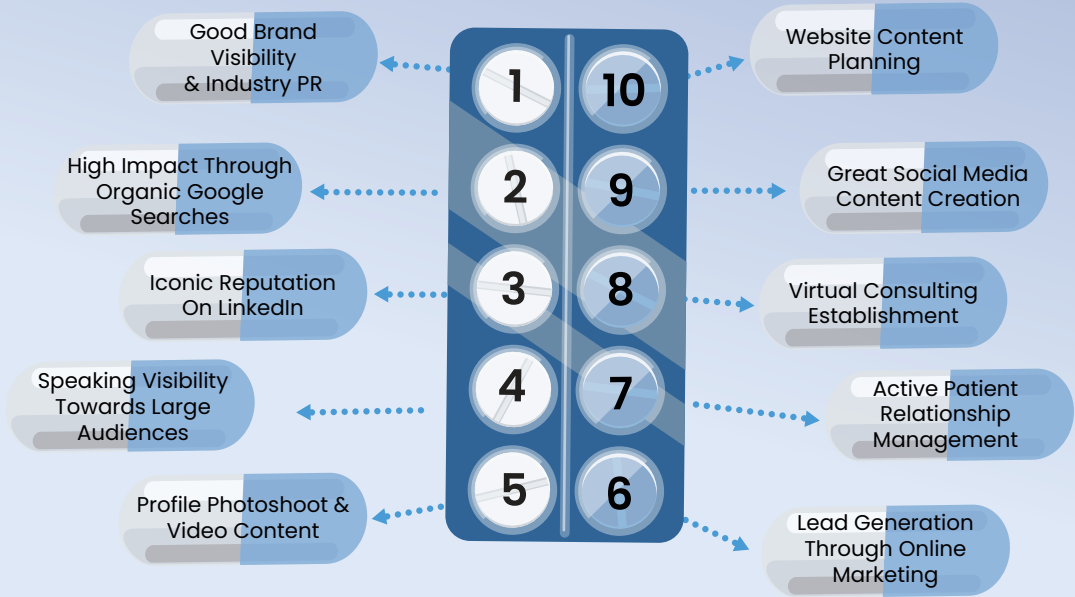 Good Brand
Visibility
& Industry PR
High Impact Through
Organic Google
Searches
Iconic Reputation
On LinkedIn
Speaking Visibility
Towards Large
Audiences
Profile Photoshoot &
Video Content
1
2
3
4
5
10
9
8
7
6
Website Content
Planning
Great Social Media
Content Creation
Virtual Consulting
Establishment
Active Patient
Relationship
Management
Lead Generation
Through Online
Marketing